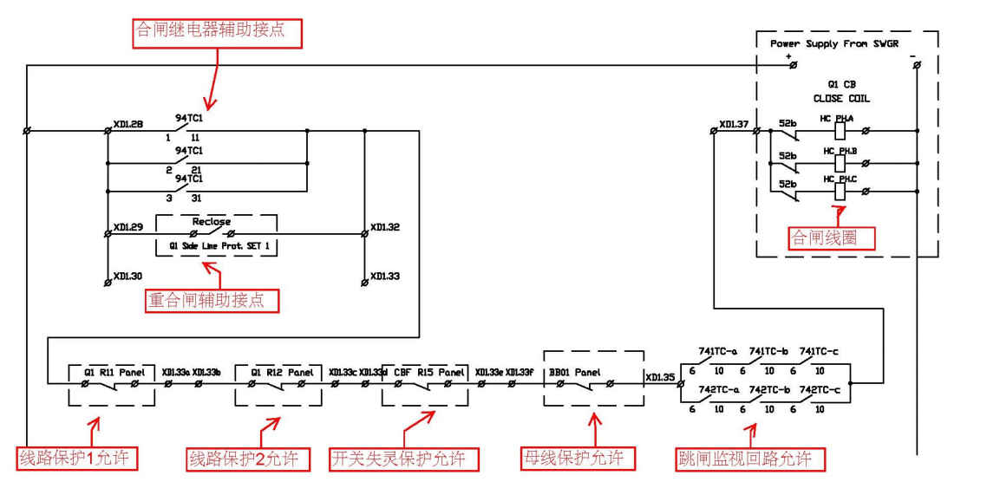 合闸继电器辅助接点
Power Supply From SWGR
+ -
Q1 CB
CLOSE COIL
XD1.28
94TC1
1 11
94TC1
2 21
94TC1
3 31
XD1.37
52b HC_PH.A
52b HC_PH.B
52b HC_PH.C
合闸线圈
XD1.29
Reclose
XD1.32
Q1 Side Line Prot. SET 1
XD1.30
XD1.33
重合闸辅助接点
741TC-a 741TC-b 741TC-c
6 10 6 10 6 10
Q1 R11 Panel XD1.33a XD1.33b Q1 R12 Panel XD1.33c XD1.33d CBF R15 Panel XD1.33e XD1.33f BB01 Panel XD1.35
742TC-a 742TC-b 742TC-c
6 10 6 10 6 10
线路保护1允许 线路保护2允许 开关失灵保护允许 母线保护允许 跳闸监视回路允许